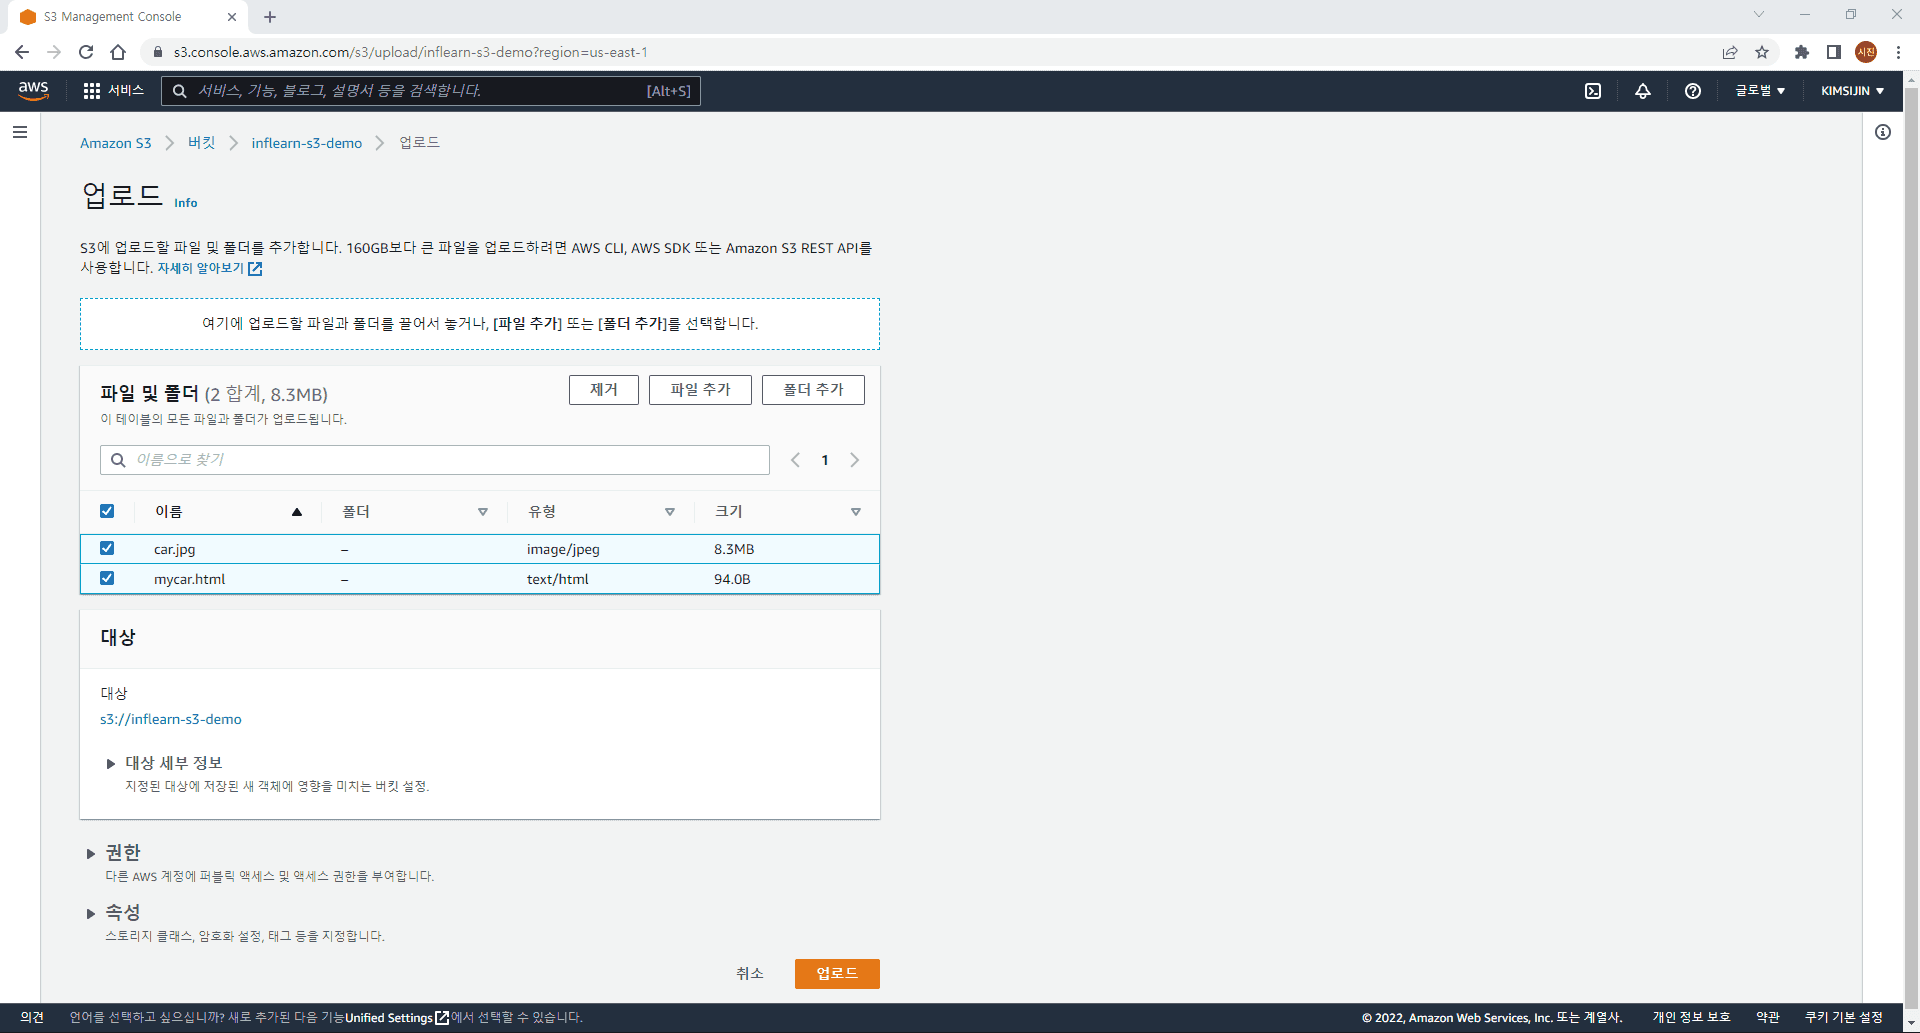 S3 Management Console
s3.console.aws.amazon.com/s3/upload/inflearn-s3-demo?region=us-east-1
시진
aws
서비스
서비스, 기능, 블로그, 설명서 등을 검색합니다.
[Alt+S]
글로벌
KIMSIJIN
Amazon S3
버킷
inflearn-s3-demo
업로드
업로드 Info
S3에 업로드할 파일 및 폴더를 추가합니다. 160GB보다 큰 파일을 업로드하려면 AWS CLI, AWS SDK 또는 Amazon S3 REST API를
사용합니다. 자세히 알아보기
여기에 업로드할 파일과 폴더를 끌어서 놓거나, [파일 추가] 또는 [폴더 추가]를 선택합니다.
파일 및 폴더 (2 합계, 8.3MB)
제거
파일 추가
폴더 추가
이 테이블의 모든 파일과 폴더가 업로드됩니다.
이름으로 찾기
1
이름 폴더 유형 크기
car.jpg – image/jpeg 8.3MB
mycar.html – text/html 94.0B
대상
대상
s3://inflearn-s3-demo
대상 세부 정보
지정된 대상에 저장된 새 객체에 영향을 미치는 버킷 설정.
권한
다른 AWS 계정에 퍼블릭 액세스 및 액세스 권한을 부여합니다.
속성
스토리지 클래스, 암호화 설정, 태그 등을 지정합니다.
취소
업로드
의견
언어를 선택하고 싶으십니까? 새로 추가된 다음 기능Unified Settings에서 선택할 수 있습니다.
© 2022, Amazon Web Services, Inc. 또는 계열사.
개인 정보 보호
약관
쿠키 기본 설정